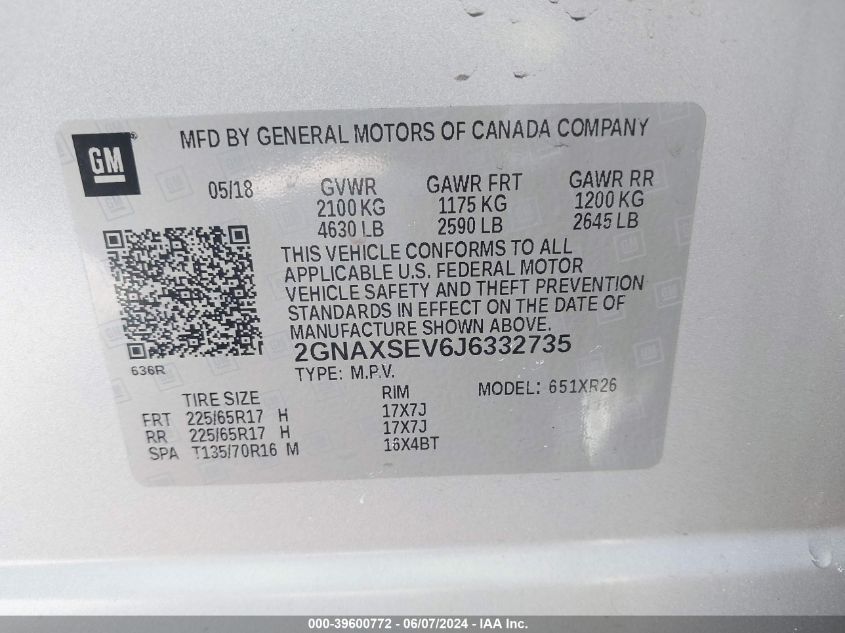 GM
MFD BY GENERAL MOTORS OF CANADA COMPANY
05/18 GVWR GAWR FRT GAWR RR
2100 KG 1175 KG 1200 KG
4630 LB 2590 LB 2645 LB
THIS VEHICLE CONFORMS TO ALL
APPLICABLE U.S. FEDERAL MOTOR
VEHICLE SAFETY AND THEFT PREVENTION
STANDARDS IN EFFECT ON THE DATE OF
MANUFACTURE SHOWN ABOVE.
2GNAXSEV6J6332735
636R
TYPE: M.P.V.
TIRE SIZE RIM MODEL: 651XR26
FRT 225/65R17 H 17X7J
RR 225/65R17 H 17X7J
SPA T135/70R16 M 16X4BT
000-39600772 — 06/07/2024 — IAA Inc.